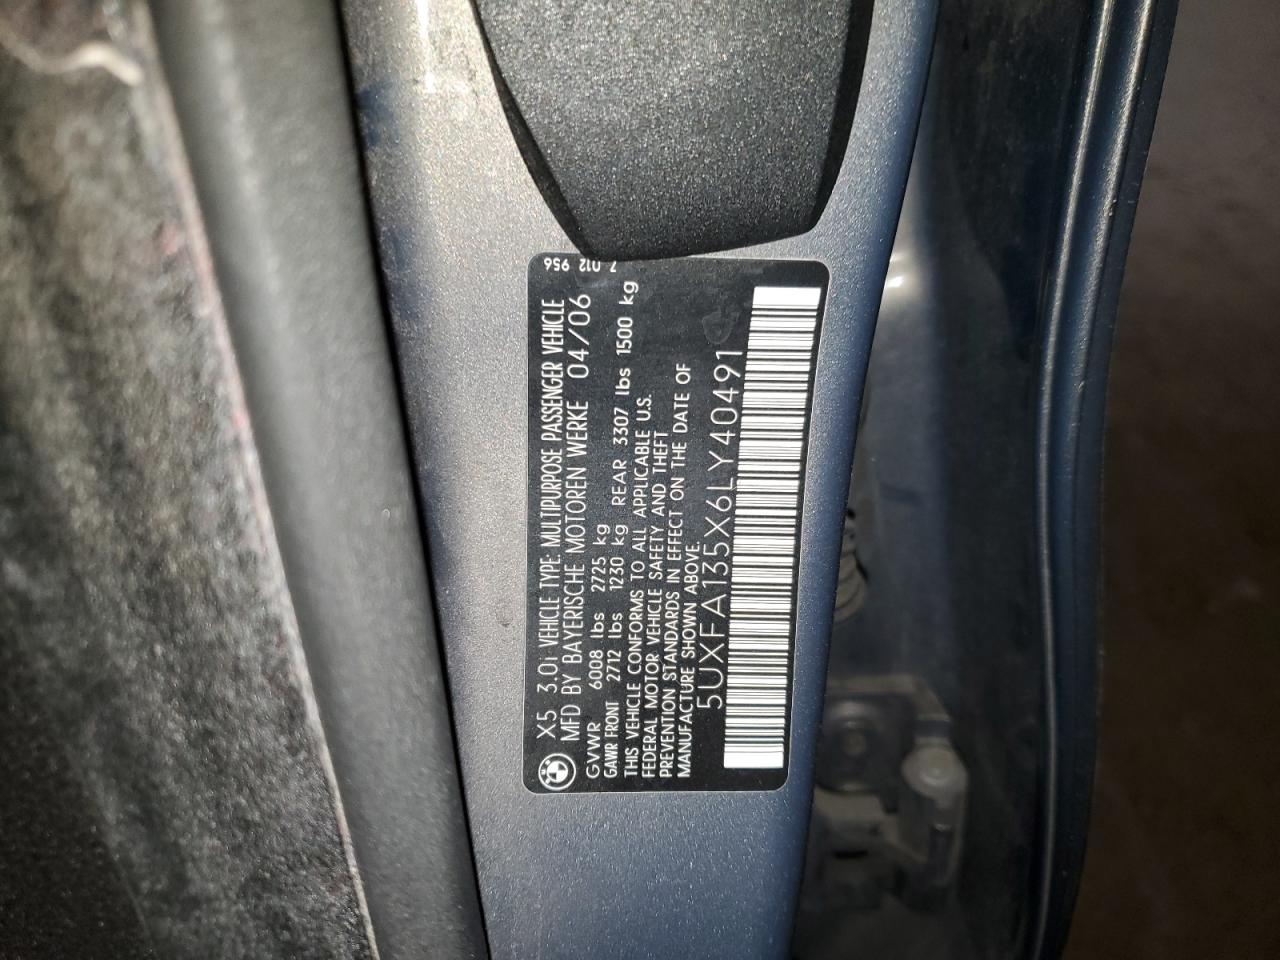 7 012 956
X5 3.0i VEHICLE TYPE: MULTIPURPOSE PASSENGER VEHICLE
MFD BY BAYERISCHE MOTOREN WERKE 04/06
GVWR 6008 lbs 2725 kg
GAWR FRONT 2712 lbs 1230 kg REAR 3307 lbs 1500 kg
THIS VEHICLE CONFORMS TO ALL APPLICABLE U.S.
FEDERAL MOTOR VEHICLE SAFETY AND THEFT
PREVENTION STANDARDS IN EFFECT ON THE DATE OF
MANUFACTURE SHOWN ABOVE.
5UXFA135X6LY40491